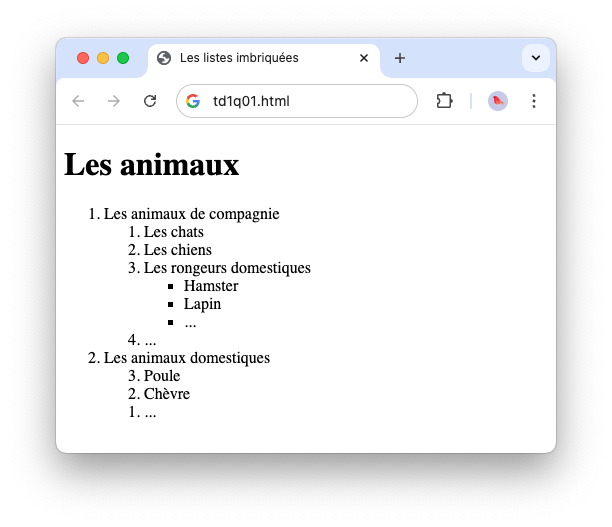 Les listes imbriquées
td1q01.html
Les animaux
1. Les animaux de compagnie
1. Les chats
2. Les chiens
3. Les rongeurs domestiques
▪ Hamster
▪ Lapin
▪ ...
4. ...
2. Les animaux domestiques
3. Poule
2. Chèvre
1. ...